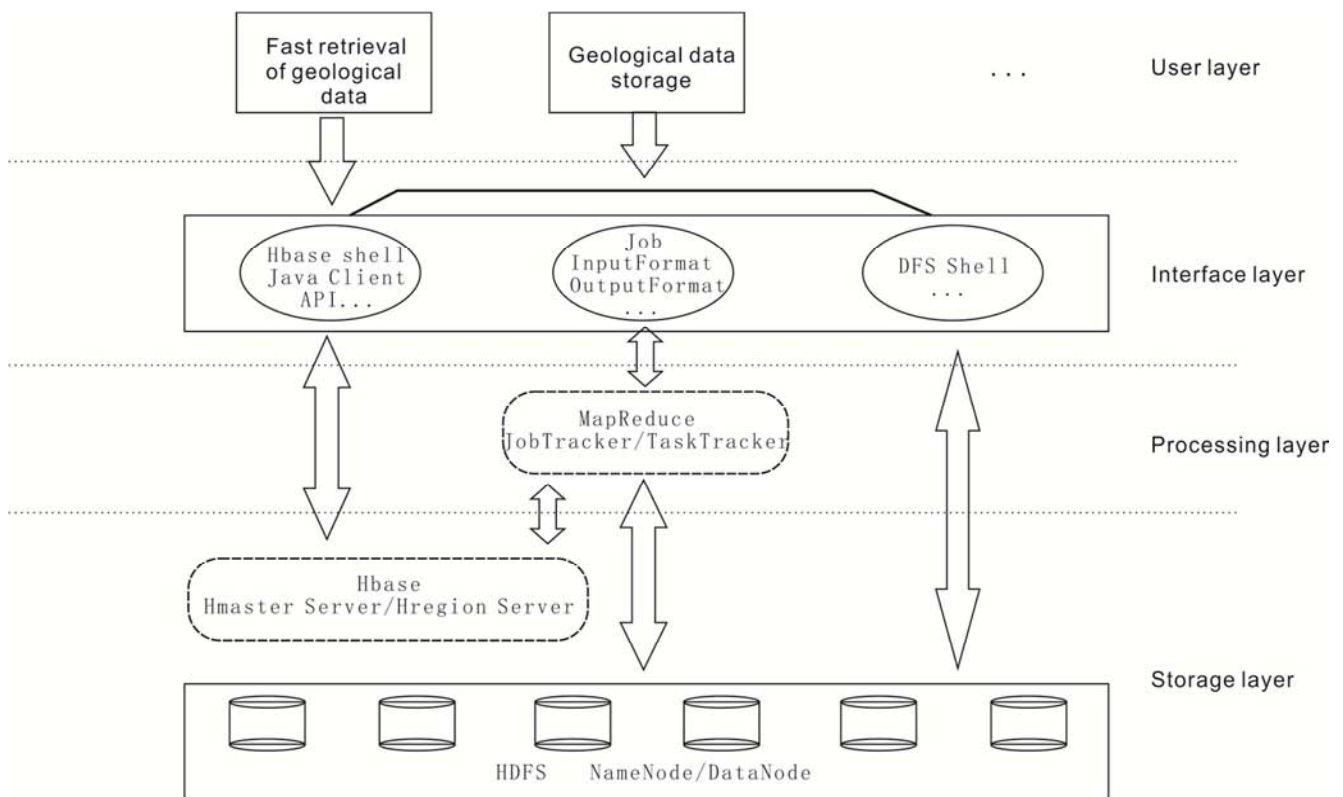 Fast retrieval
of geological
data
Geological data
storage
...
User layer
Hbase shell
Java Client
API...
Job
InputFormat
OutputFormat
...
DFS Shell
...
Interface layer
MapReduce
JobTracker/TaskTracker
Processing layer
Hbase
Hmaster Server/Hregion Server
Storage layer
HDFS NameNode/DataNode